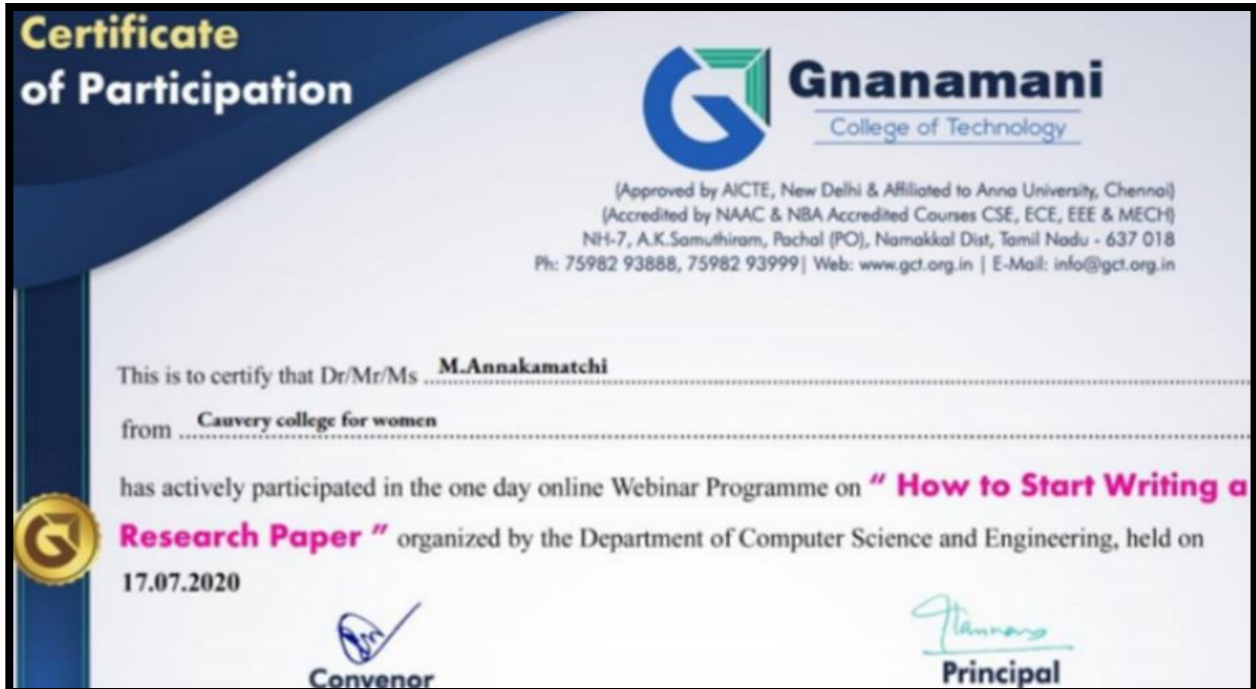 Certificate
of Participation
Gnanamani
College of Technology
(Approved by AICTE, New Delhi & Affiliated to Anna University, Chennai)
(Accredited by NAAC & NBA Accredited Courses CSE, ECE, EEE & MECH)
NH-7, A.K.Samuthiram, Pachal (PO), Namakkal Dist, Tamil Nadu - 637 018
Ph: 75982 93888, 75982 93999| Web: www.gct.org.in | E-Mail: info@gct.org.in
This is to certify that Dr/Mr/Ms M.Annakamatchi
from Cauvery college for women
has actively participated in the one day online Webinar Programme on " How to Start Writing a
Research Paper " organized by the Department of Computer Science and Engineering, held on
17.07.2020
Convenor Principal